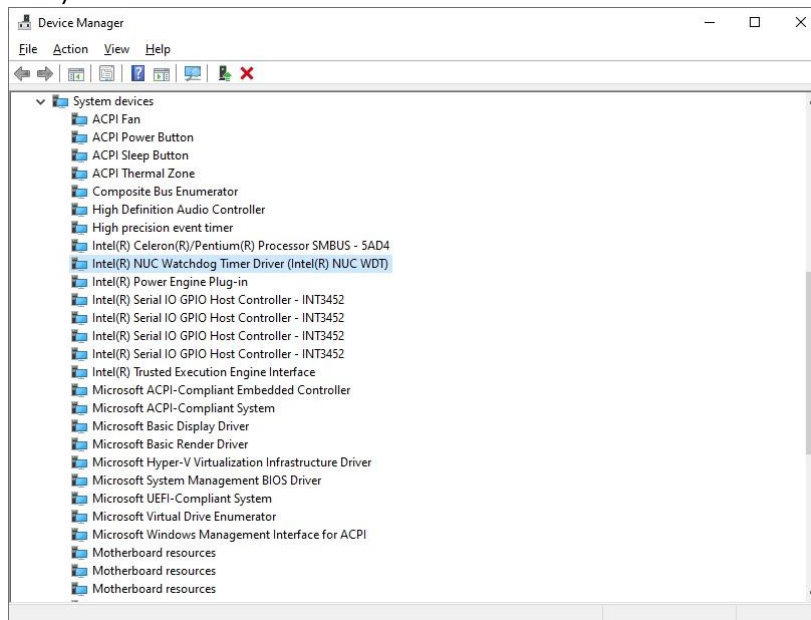 Device Manager
File Action View Help
System devices
ACPI Fan
ACPI Power Button
ACPI Sleep Button
ACPI Thermal Zone
Composite Bus Enumerator
High Definition Audio Controller
High precision event timer
Intel(R) Celeron(R)/Pentium(R) Processor SMBUS - 5AD4
Intel(R) NUC Watchdog Timer Driver (Intel(R) NUC WDT)
Intel(R) Power Engine Plug-in
Intel(R) Serial IO GPIO Host Controller - INT3452
Intel(R) Serial IO GPIO Host Controller - INT3452
Intel(R) Serial IO GPIO Host Controller - INT3452
Intel(R) Serial IO GPIO Host Controller - INT3452
Intel(R) Trusted Execution Engine Interface
Microsoft ACPI-Compliant Embedded Controller
Microsoft ACPI-Compliant System
Microsoft Basic Display Driver
Microsoft Basic Render Driver
Microsoft Hyper-V Virtualization Infrastructure Driver
Microsoft System Management BIOS Driver
Microsoft UEFI-Compliant System
Microsoft Virtual Drive Enumerator
Microsoft Windows Management Interface for ACPI
Motherboard resources
Motherboard resources
Motherboard resources